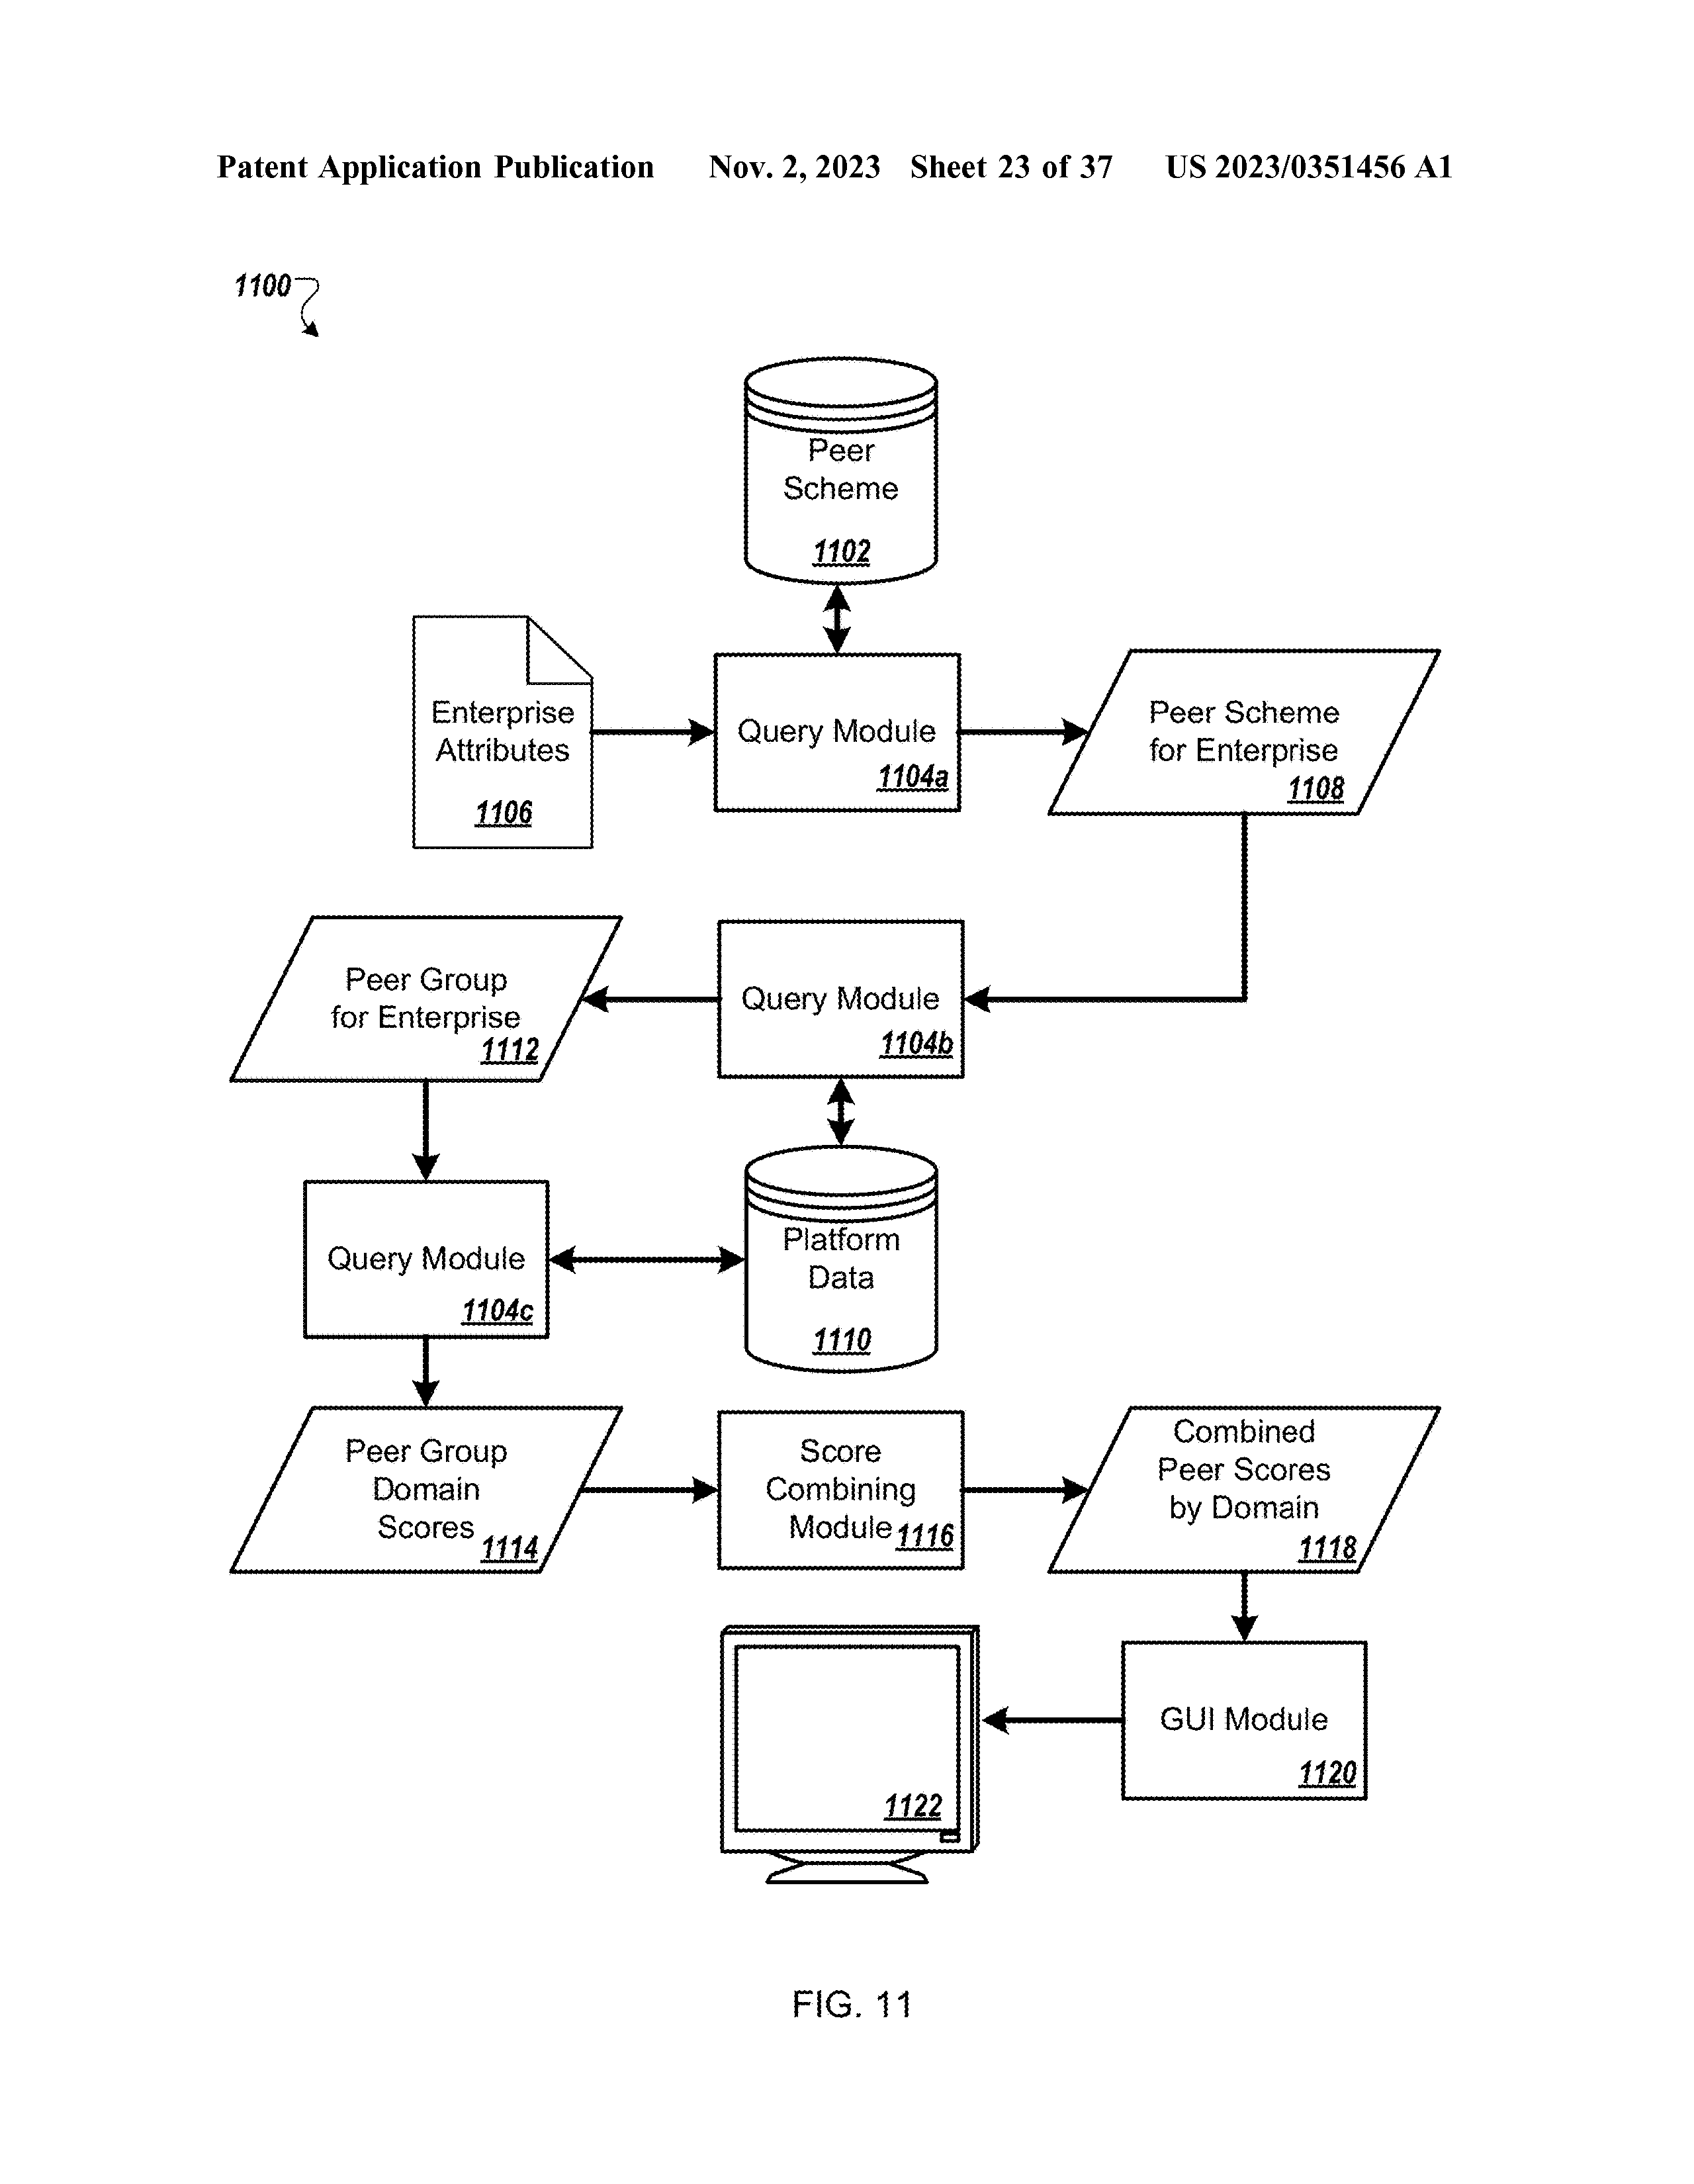 Patent Application Publication Nov. 2, 2023 Sheet 23 of 37 US 2023/0351456 A1
1100
Peer
Scheme
1102
Enterprise
Attributes
1106
Query Module
1104a
Peer Scheme
for Enterprise
1108
Peer Group
for Enterprise
1112
Query Module
1104b
Query Module
1104c
Platform
Data
1110
Peer Group
Domain
Scores
1114
Score
Combining
Module 1116
Combined
Peer Scores
by Domain
1118
1122
GUI Module
1120
FIG. 11